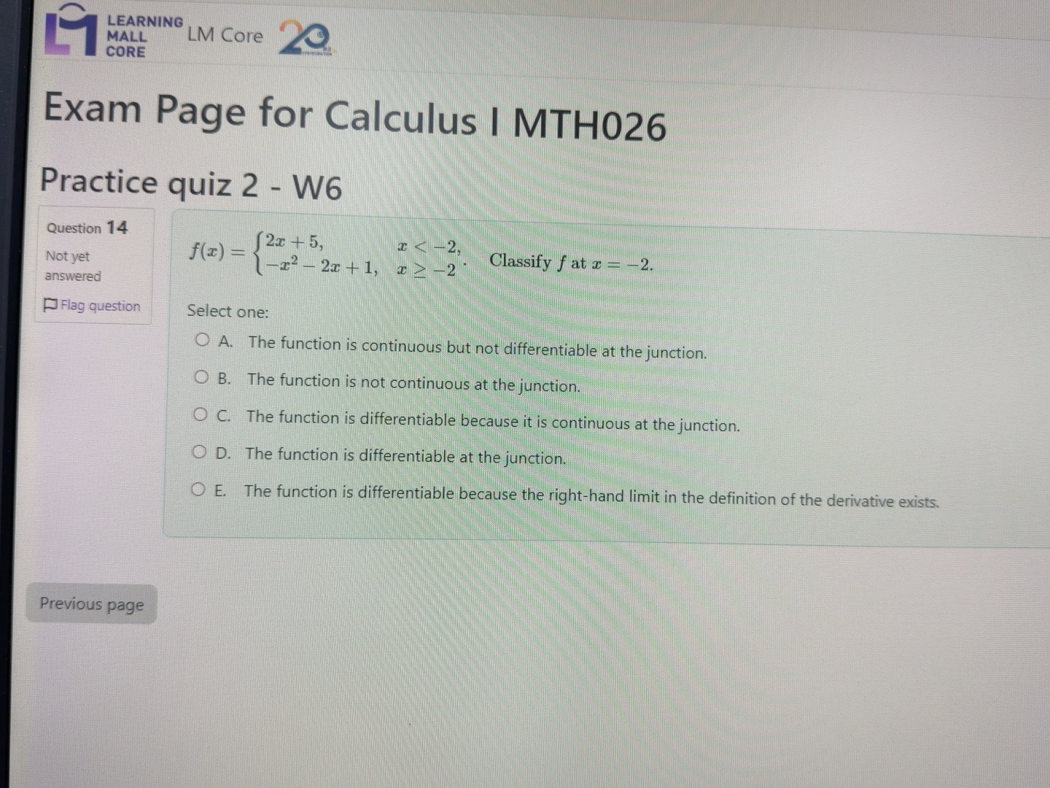 LEARNING
MALL
CORE
LM Core
20
Exam Page for Calculus I MTH026
Practice quiz 2 - W6
Question 14
Not yet
answered
Flag question
f(x) = { 2x + 5, x < −2,
−x² − 2x + 1, x ≥ −2 . Classify f at x = −2.
Select one:
A. The function is continuous but not differentiable at the junction.
B. The function is not continuous at the junction.
C. The function is differentiable because it is continuous at the junction.
D. The function is differentiable at the junction.
E. The function is differentiable because the right-hand limit in the definition of the derivative exists.
Previous page